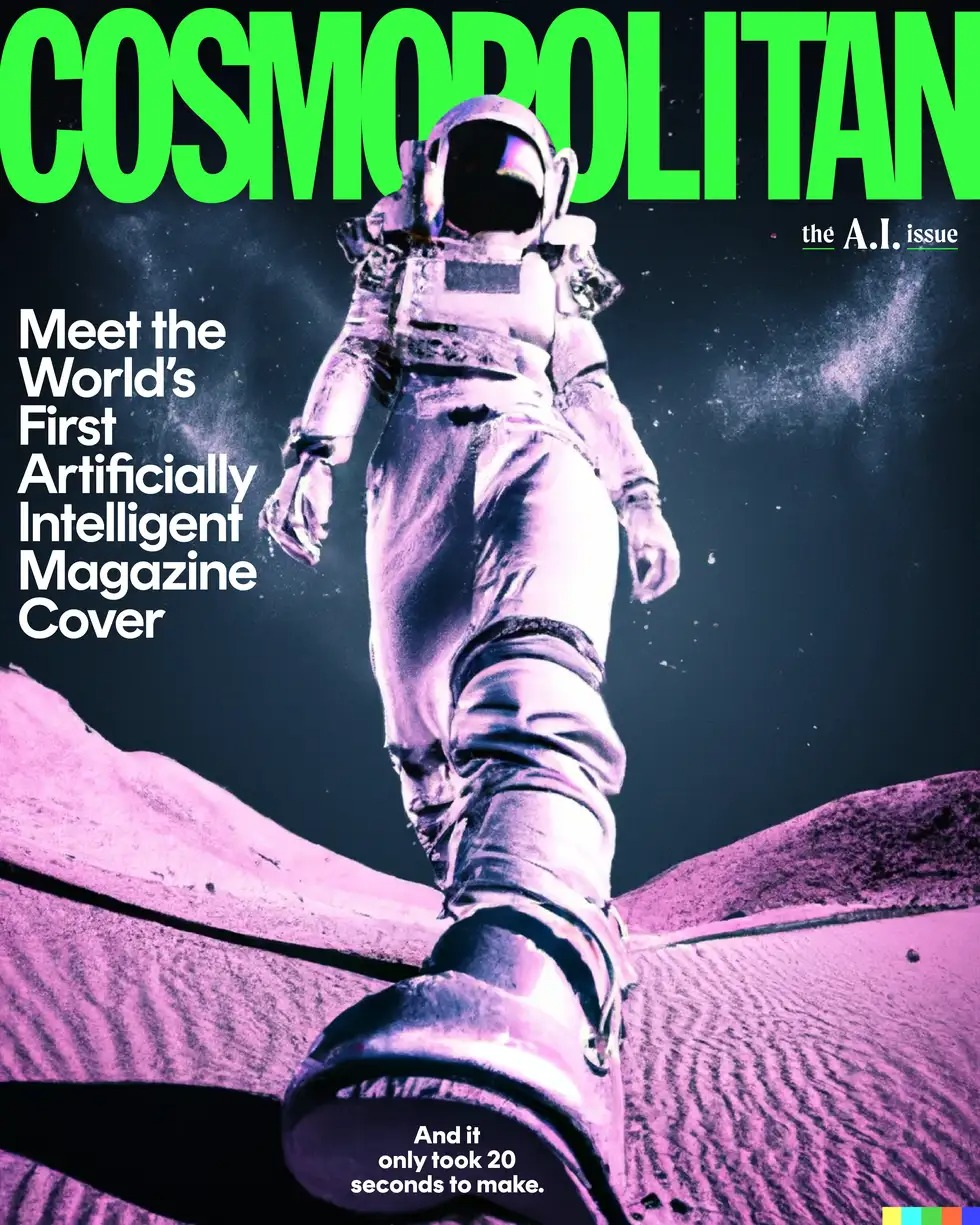 COSMOPOLITAN
the A.I. issue
Meet the
World's
First
Artificially
Intelligent
Magazine
Cover
And it
only took 20
seconds to make.